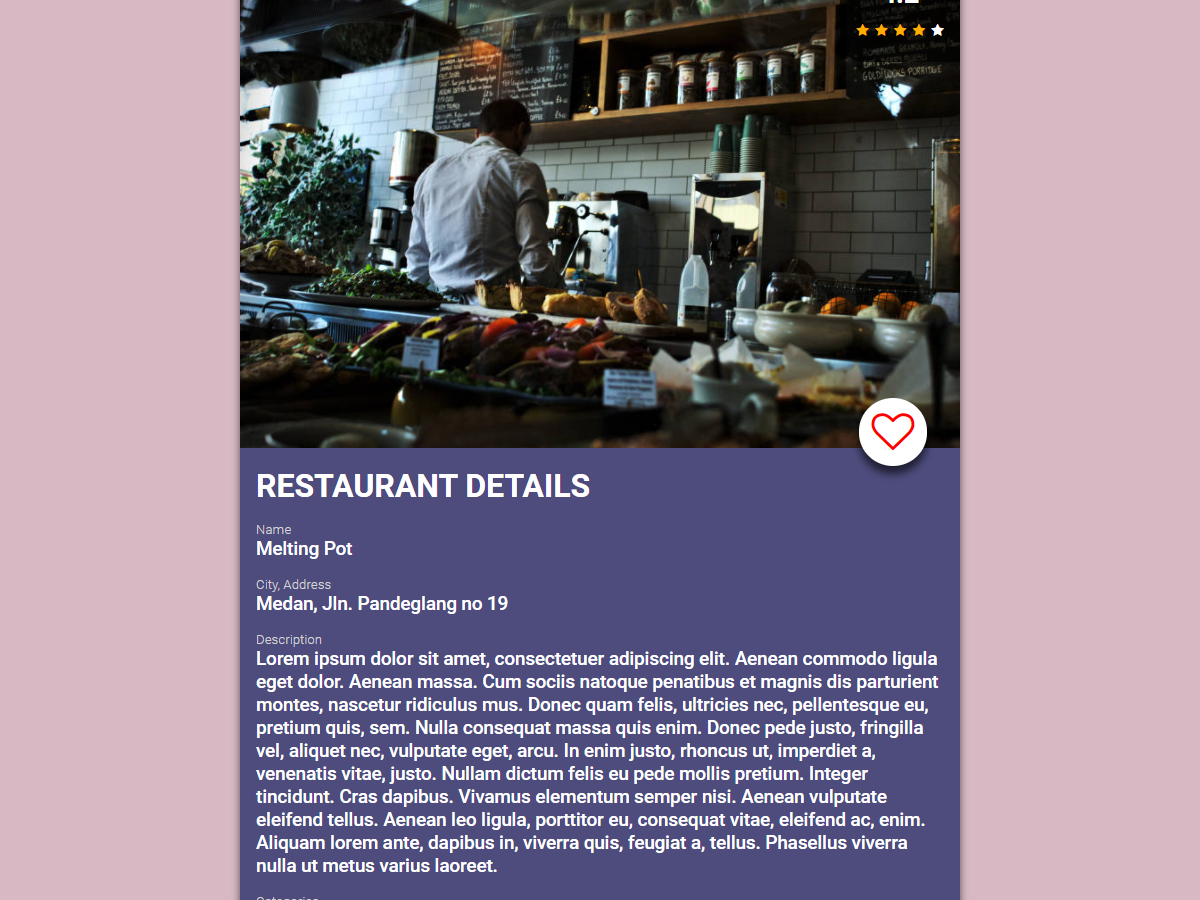 ROMEMADE GRANOLA, Honey
GOLDILOCKS PORRIDGE
RESTAURANT DETAILS
Name
Melting Pot
City, Address
Medan, Jln. Pandeglang no 19
Description
Lorem ipsum dolor sit amet, consectetuer adipiscing elit. Aenean commodo ligula
eget dolor. Aenean massa. Cum sociis natoque penatibus et magnis dis parturient
montes, nascetur ridiculus mus. Donec quam felis, ultricies nec, pellentesque eu,
pretium quis, sem. Nulla consequat massa quis enim. Donec pede justo, fringilla
vel, aliquet nec, vulputate eget, arcu. In enim justo, rhoncus ut, imperdiet a,
venenatis vitae, justo. Nullam dictum felis eu pede mollis pretium. Integer
tincidunt. Cras dapibus. Vivamus elementum semper nisi. Aenean vulputate
eleifend tellus. Aenean leo ligula, porttitor eu, consequat vitae, eleifend ac, enim.
Aliquam lorem ante, dapibus in, viverra quis, feugiat a, tellus. Phasellus viverra
nulla ut metus varius laoreet.